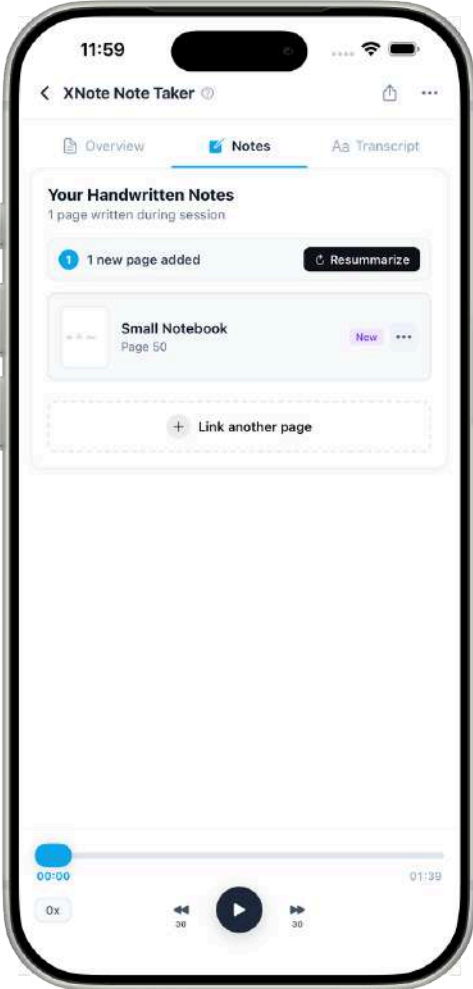 11:59
XNote Note Taker
Overview
Notes
Aa Transcript
Your Handwritten Notes
1 page written during session
1
1 new page added
Resummarize
Small Notebook
Page 50
New
Link another page
00:00
01:39
0x
30
30